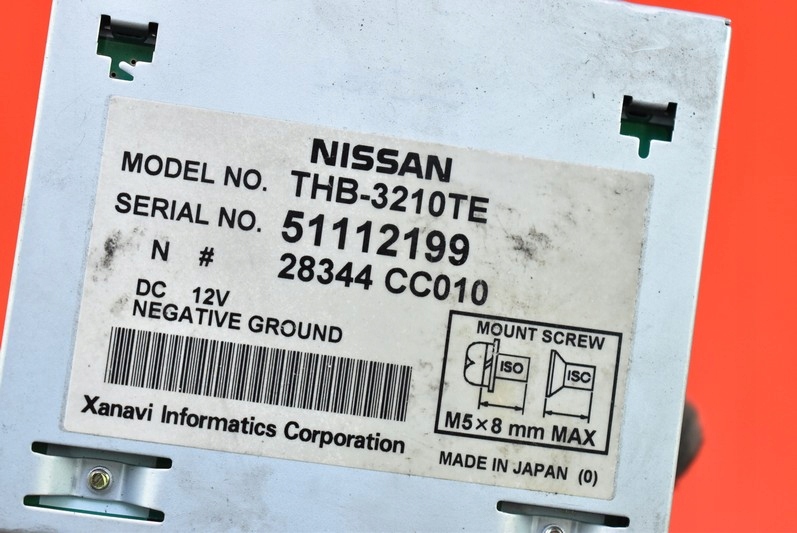 NISSAN
MODEL NO. THB-3210TE
SERIAL NO. 51112199
N # 28344 CC010
DC 12V
NEGATIVE GROUND
MOUNT SCREW
ISO ISO
M5×8 mm MAX
Xanavi Informatics Corporation
MADE IN JAPAN (0)